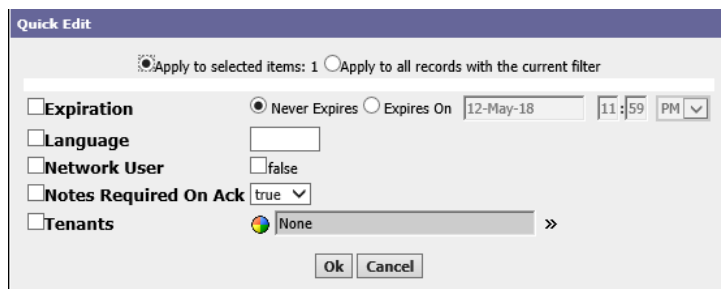 Quick Edit
Apply to selected items: 1 Apply to all records with the current filter
Expiration Never Expires Expires On 12-May-18 11:59 PM
Language
Network User false
Notes Required On Ack true
Tenants None »
Ok Cancel